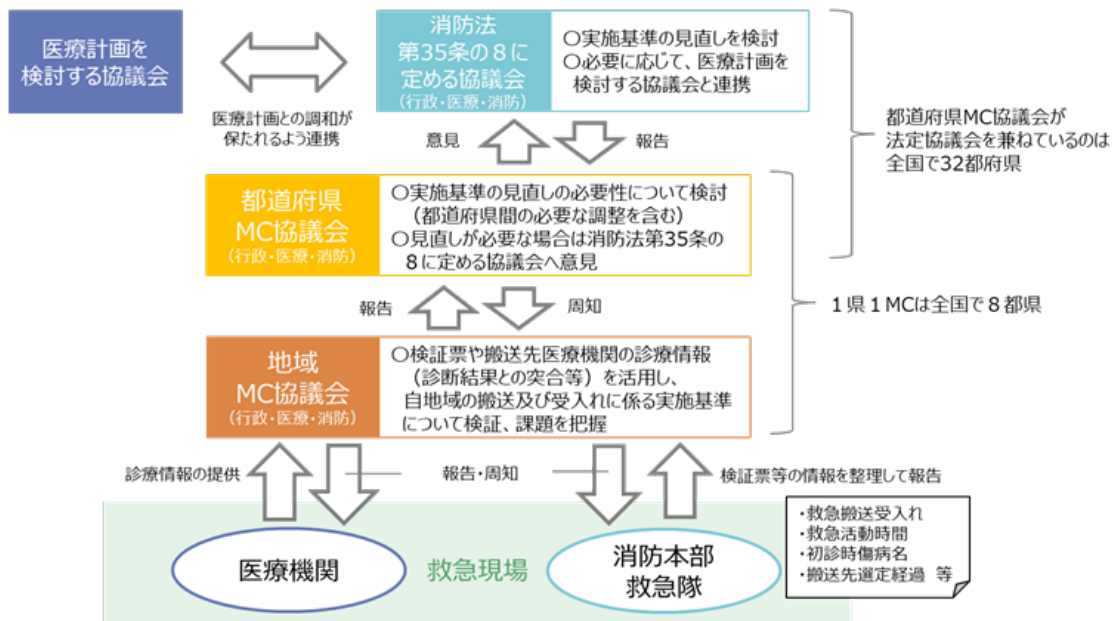 医療計画を
検討する協議会
医療計画との調和が
保たれるよう連携
消防法
第35条の8に
定める協議会
(行政・医療・消防)
〇実施基準の見直しを検討
〇必要に応じて、医療計画を
検討する協議会と連携
意見
報告
都道府県MC協議会が
法定協議会を兼ねているのは
全国で32都府県
都道府県
MC協議会
(行政・医療・消防)
〇実施基準の見直しの必要性について検討
（都道府県間の必要な調整を含む）
〇見直しが必要な場合は消防法第35条の
8に定める協議会へ意見
報告
周知
1県1MCは全国で8都県
地域
MC協議会
(行政・医療・消防)
〇検証票や搬送先医療機関の診療情報
（診断結果との突合等）を活用し、
自地域の搬送及び受入れに係る実施基準
について検証、課題を把握
診療情報の提供
報告・周知
検証票等の情報を整理して報告
医療機関
救急現場
消防本部
救急隊
・救急搬送受入れ
・救急活動時間
・初診時傷病名
・搬送先選定経過 等